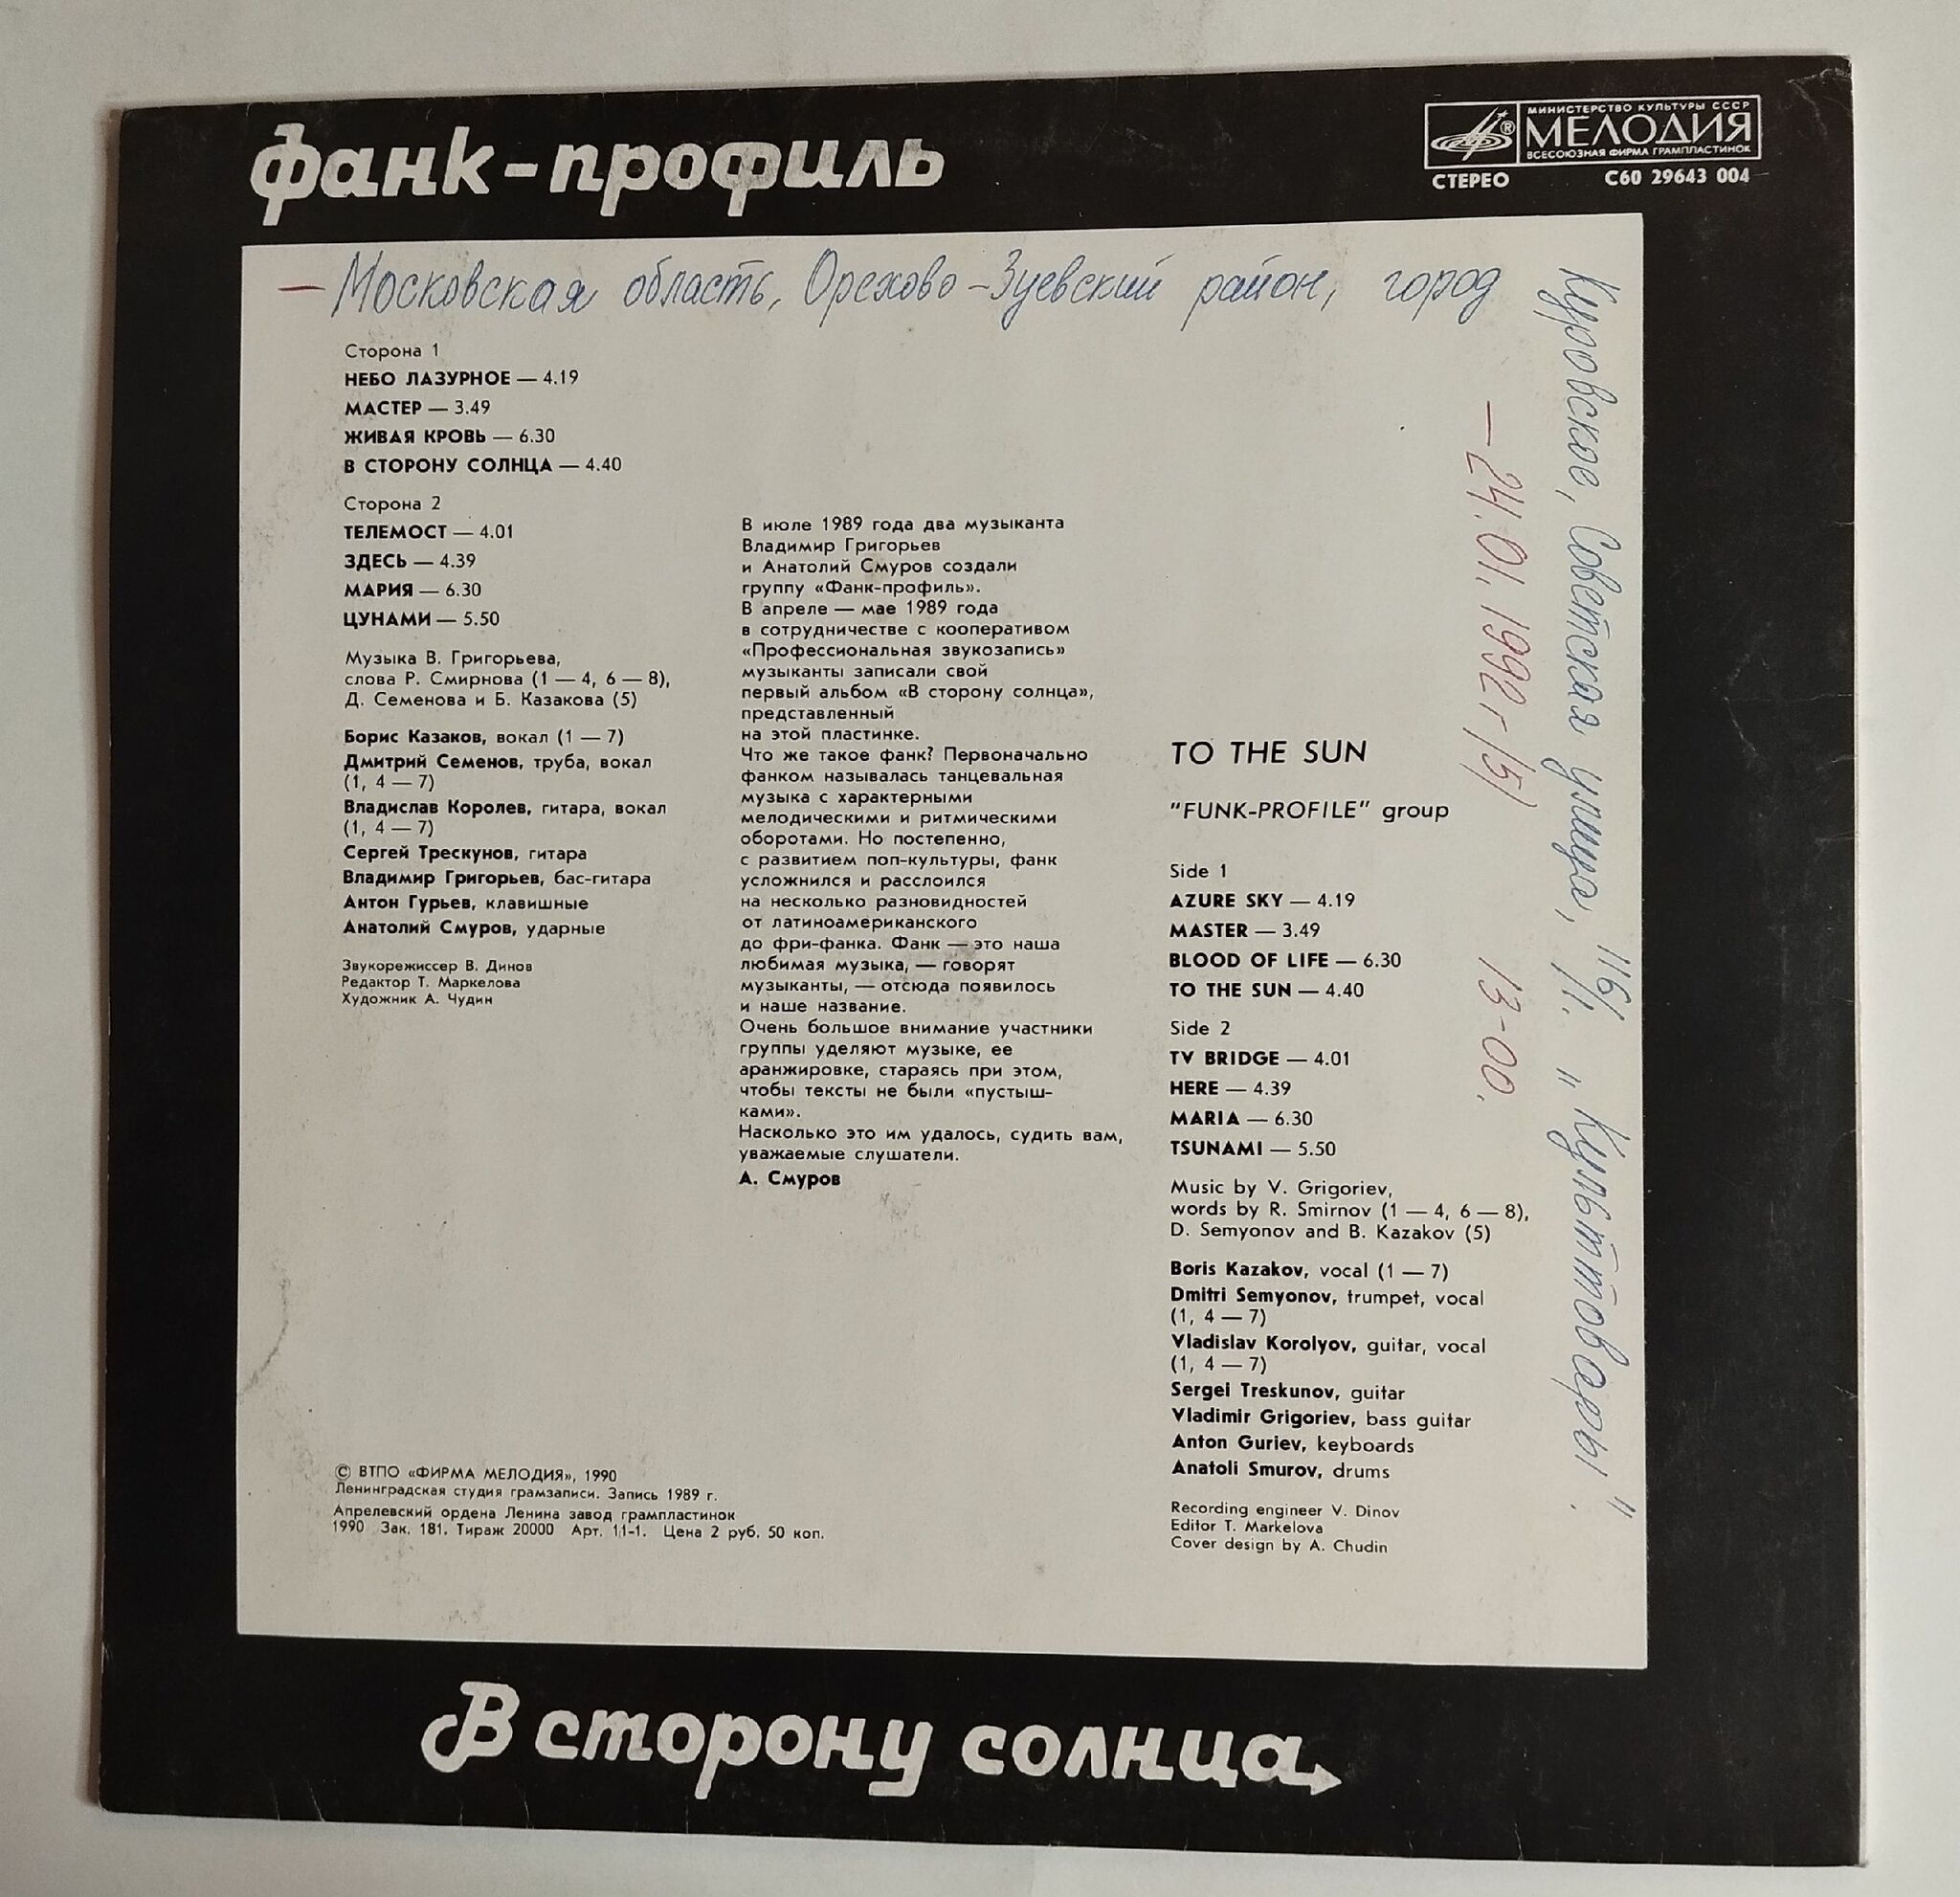 фанк-профиль
МИНИСТЕРСТВО КУЛЬТУРЫ СССР
МЕЛОДИЯ
ВСЕСОЮЗНАЯ ФИРМА ГРАМПЛАСТИНОК
СТЕРЕО С60 29643 004
— Московская область, Орехово-Зуевский район, город
Куровское, Советская улица, "116/ "Культтовары".
— 24.01.1992 г /5/ 13-00.
Сторона 1
НЕБО ЛАЗУРНОЕ — 4.19
МАСТЕР — 3.49
ЖИВАЯ КРОВЬ — 6.30
В СТОРОНУ СОЛНЦА — 4.40
Сторона 2
ТЕЛЕМОСТ — 4.01
ЗДЕСЬ — 4.39
МАРИЯ — 6.30
ЦУНАМИ — 5.50
Музыка В. Григорьева,
слова Р. Смирнова (1 — 4, 6 — 8),
Д. Семенова и Б. Казакова (5)
Борис Казаков, вокал (1 — 7)
Дмитрий Семенов, труба, вокал
(1, 4 — 7)
Владислав Королев, гитара, вокал
(1, 4 — 7)
Сергей Трескунов, гитара
Владимир Григорьев, бас-гитара
Антон Гурьев, клавишные
Анатолий Смуров, ударные
Звукорежиссер В. Динов
Редактор Т. Маркелова
Художник А. Чудин
В июле 1989 года два музыканта
Владимир Григорьев
и Анатолий Смуров создали
группу «Фанк-профиль».
В апреле — мае 1989 года
в сотрудничестве с кооперативом
«Профессиональная звукозапись»
музыканты записали свой
первый альбом «В сторону солнца»,
представленный
на этой пластинке.
Что же такое фанк? Первоначально
фанком называлась танцевальная
музыка с характерными
мелодическими и ритмическими
оборотами. Но постепенно,
с развитием поп-культуры, фанк
усложнился и расслоился
на несколько разновидностей
от латиноамериканского
до фри-фанка. Фанк — это наша
любимая музыка, — говорят
музыканты, — отсюда появилось
и наше название.
Очень большое внимание участники
группы уделяют музыке, ее
аранжировке, стараясь при этом,
чтобы тексты не были «пустыш-
ками».
Насколько это им удалось, судить вам,
уважаемые слушатели.
А. Смуров
TO THE SUN
"FUNK-PROFILE" group
Side 1
AZURE SKY — 4.19
MASTER — 3.49
BLOOD OF LIFE — 6.30
TO THE SUN — 4.40
Side 2
TV BRIDGE — 4.01
HERE — 4.39
MARIA — 6.30
TSUNAMI — 5.50
Music by V. Grigoriev,
words by R. Smirnov (1 — 4, 6 — 8),
D. Semyonov and B. Kazakov (5)
Boris Kazakov, vocal (1 — 7)
Dmitri Semyonov, trumpet, vocal
(1, 4 — 7)
Vladislav Korolyov, guitar, vocal
(1, 4 — 7)
Sergei Treskunov, guitar
Vladimir Grigoriev, bass guitar
Anton Guriev, keyboards
Anatoli Smurov, drums
Recording engineer V. Dinov
Editor T. Markelova
Cover design by A. Chudin
© ВТПО «ФИРМА МЕЛОДИЯ», 1990
Ленинградская студия грамзаписи. Запись 1989 г.
Апрелевский ордена Ленина завод грампластинок
1990 Зак. 181. Тираж 20000 Арт. 11-1. Цена 2 руб. 50 коп.
В сторону солнца